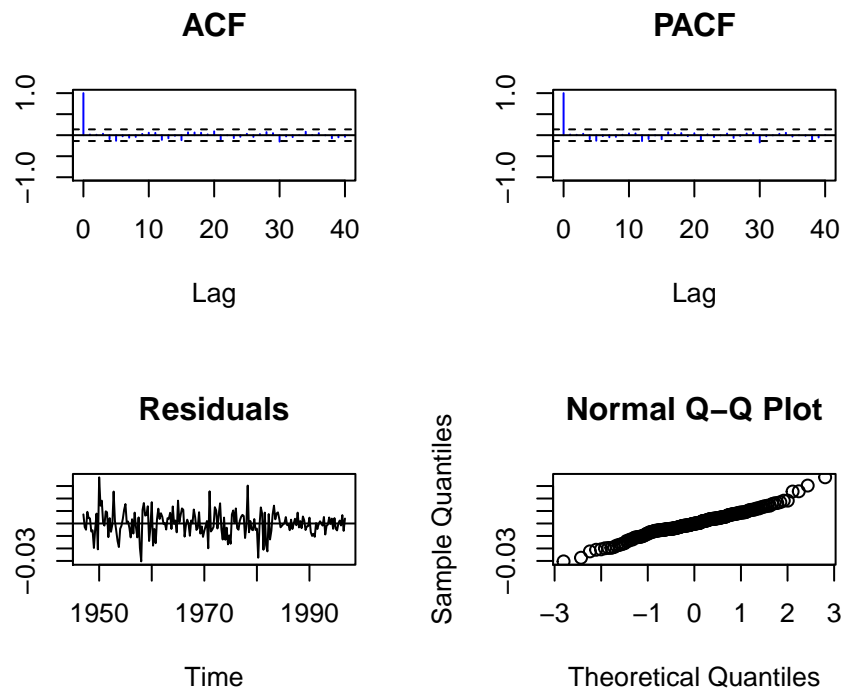 ACF
1.0
−1.0
0 10 20 30 40
Lag
PACF
1.0
−1.0
0 10 20 30 40
Lag
Residuals
−0.03
1950 1970 1990
Time
Normal Q−Q Plot
Sample Quantiles
−0.03
−3 −1 0 1 2 3
Theoretical Quantiles